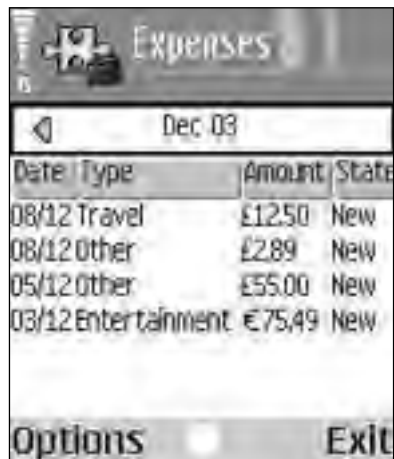 Expenses
Dec 03
Date Type Amount State
08/12 Travel £12.50 New
08/12 Other £2.89 New
05/12 Other £55.00 New
03/12 Entertainment €75.49 New
Options Exit